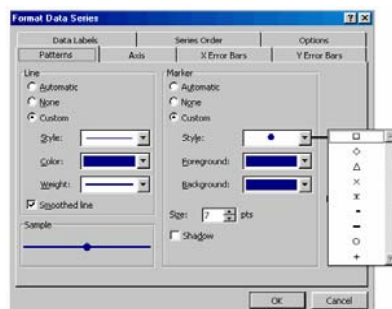 Format Data Series
Data Labels Series Order Options
Patterns Axis X Error Bars Y Error Bars
Line
Automatic
None
Custom
Style:
Color:
Weight:
Smoothed line
Sample
Marker
Automatic
None
Custom
Style:
Foreground:
Background:
Size: 7 pts
Shadow
OK Cancel